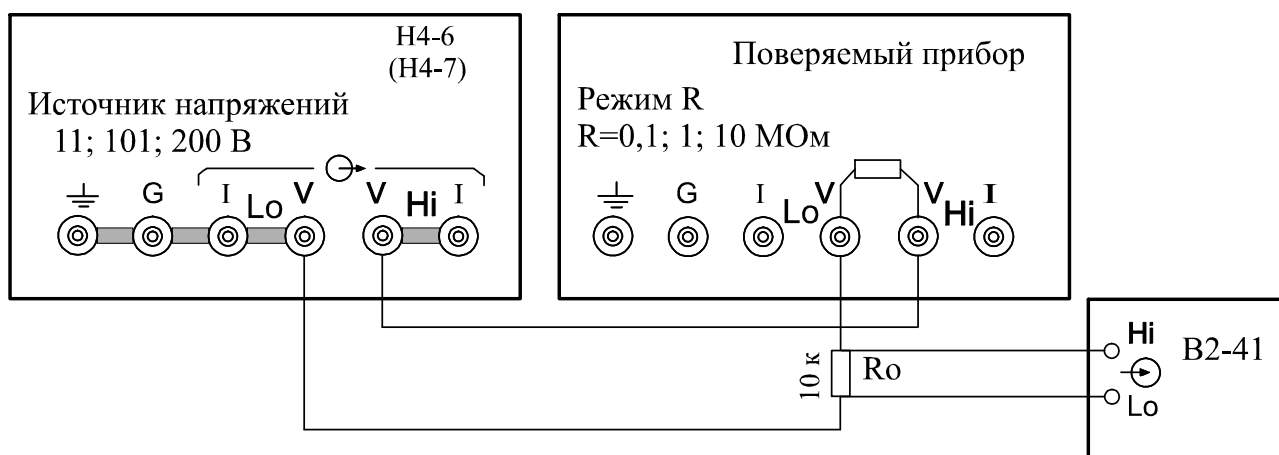 Н4-6
(Н4-7)
Источник напряжений
11; 101; 200 В
G
I
Lo
V
V
Hi
I
Поверяемый прибор
Режим R
R=0,1; 1; 10 МОм
G
I
Lo
V
V
Hi
I
10 к
Ro
Hi
Lo
В2-41